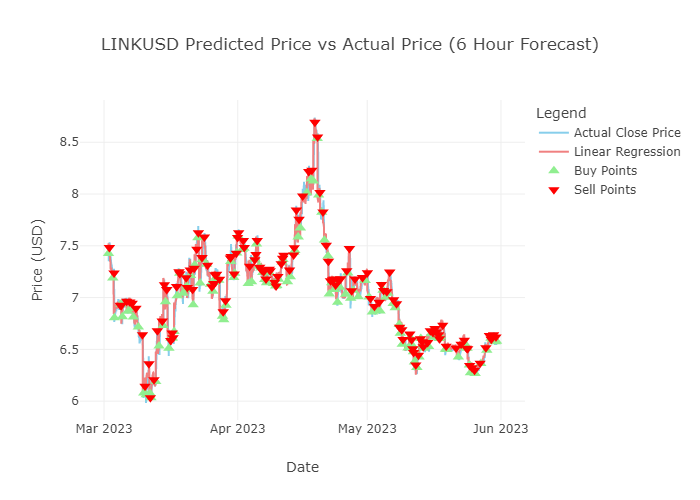 LINKUSD Predicted Price vs Actual Price (6 Hour Forecast)
Legend
Actual Close Price
Linear Regression
Buy Points
Sell Points
Price (USD)
8.5
8
7.5
7
6.5
6
Mar 2023
Apr 2023
May 2023
Jun 2023
Date